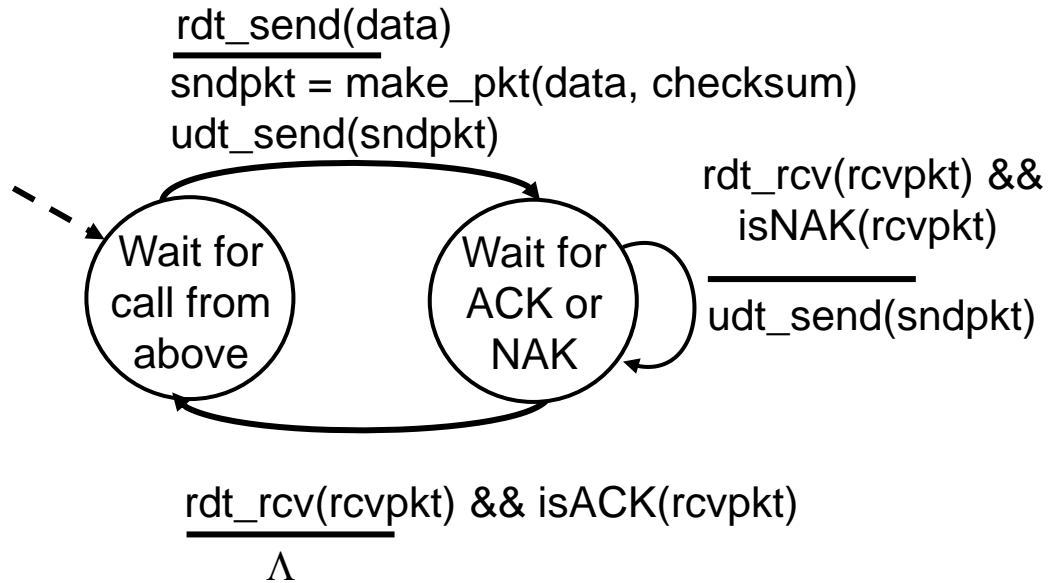 rdt_send(data)
sndpkt = make_pkt(data, checksum)
udt_send(sndpkt)
rdt_rcv(rcvpkt) &&
isNAK(rcvpkt)
udt_send(sndpkt)
Wait for
call from
above
Wait for
ACK or
NAK
rdt_rcv(rcvpkt) && isACK(rcvpkt)
Λ